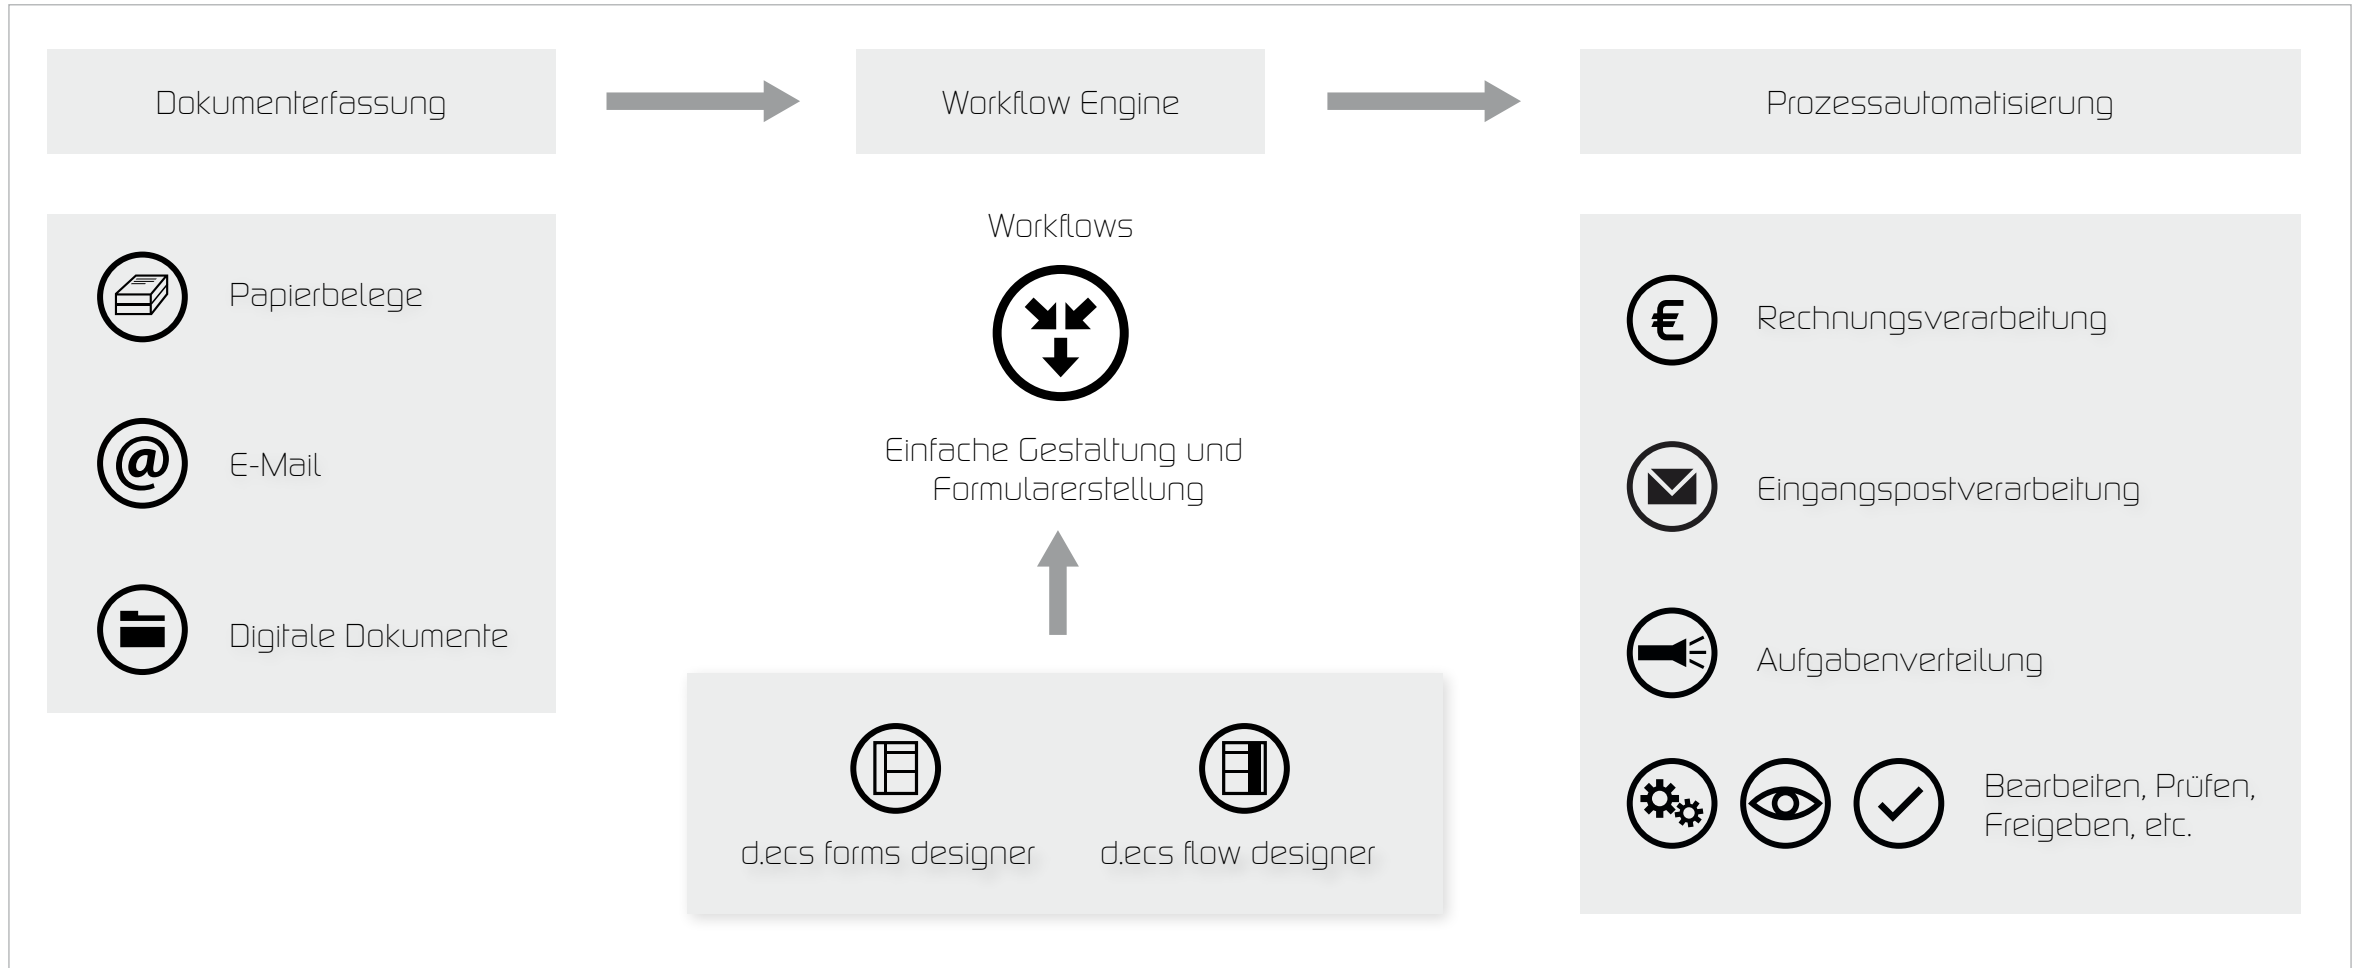 Dokumenterfassung
Workflow Engine
Prozessautomatisierung
Papierbelege
E-Mail
Digitale Dokumente
Workflows
Einfache Gestaltung und
Formularerstellung
d.ecs forms designer
d.ecs flow designer
€
Rechnungsverarbeitung
Eingangspostverarbeitung
Aufgabenverteilung
Bearbeiten, Prüfen,
Freigeben, etc.